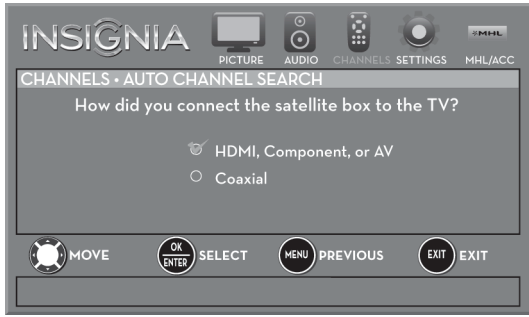 INSIGNIA
PICTURE AUDIO CHANNELS SETTINGS MHL/ACC
MHL
CHANNELS • AUTO CHANNEL SEARCH
How did you connect the satellite box to the TV?
HDMI, Component, or AV
Coaxial
MOVE OK ENTER SELECT MENU PREVIOUS EXIT EXIT